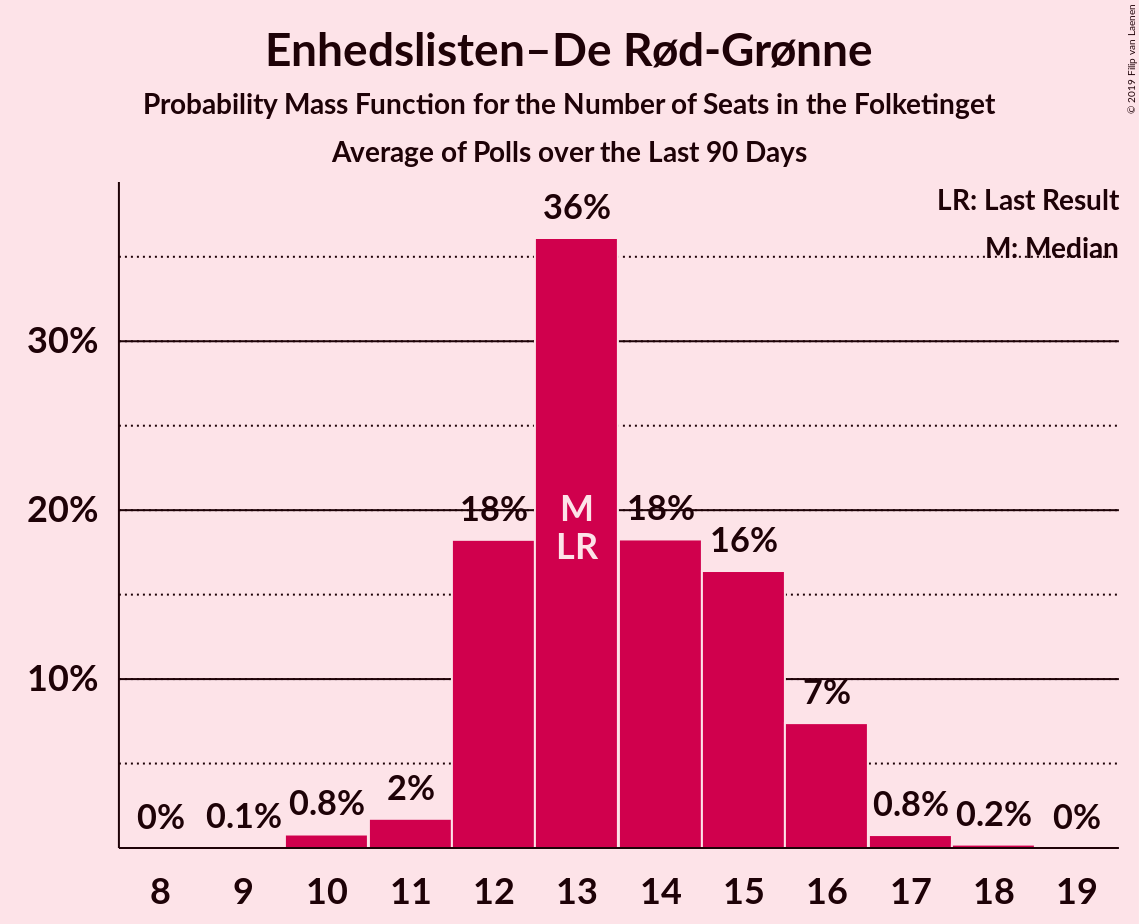 Enhedslisten–De Rød-Grønne
Probability Mass Function for the Number of Seats in the Folketinget
Average of Polls over the Last 90 Days
© 2019 Filip van Laenen
LR: Last Result
M: Median
36%
30%
20%
18%
M
LR
18%
16%
10%
7%
0%
0.1%
0.8%
2%
0.8%
0.2%
0%
8 9 10 11 12 13 14 15 16 17 18 19